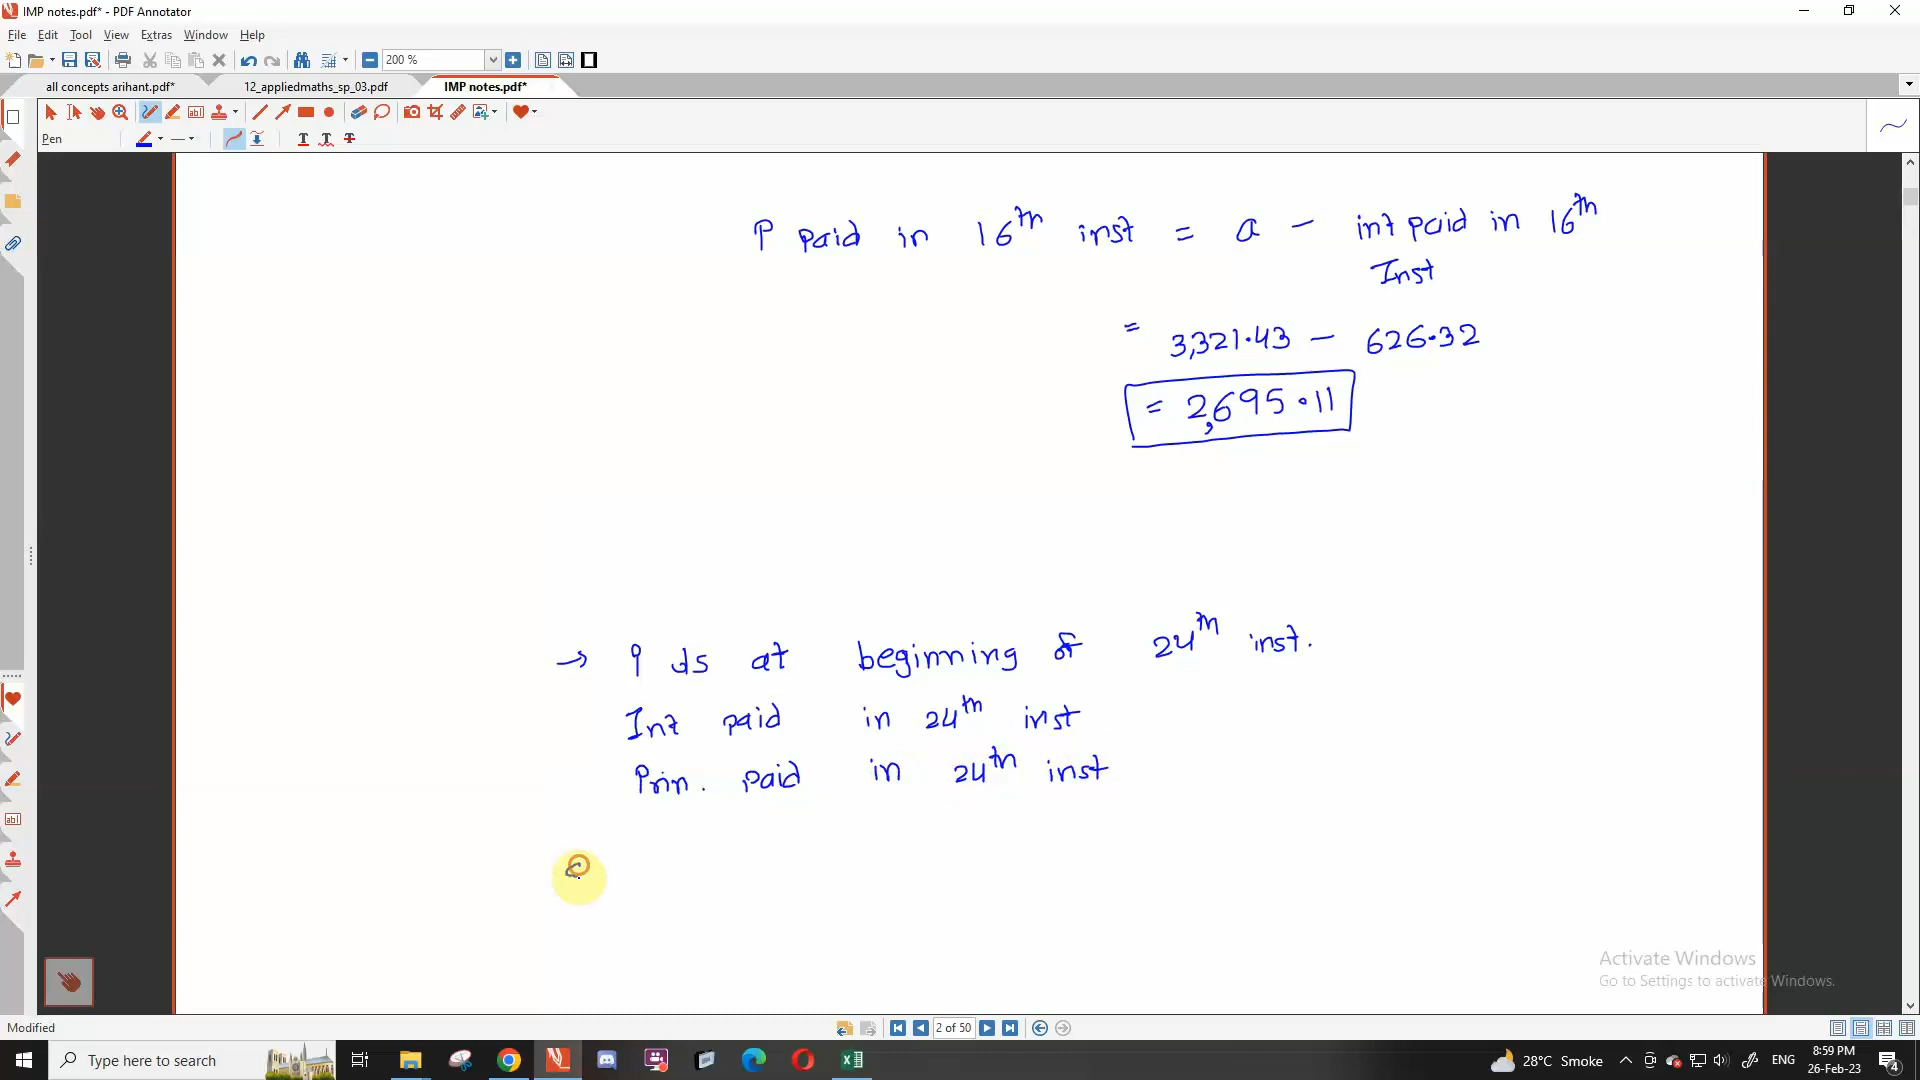 IMP notes.pdf* - PDF Annotator
File Edit Tool View Extras Window Help
200 %
all concepts arihant.pdf* 12_appliedmaths_sp_03.pdf IMP notes.pdf*
Pen
P paid in 16th inst = a - int paid in 16th
Inst
= 3,321.43 - 626.32
= 2,695.11
→ P ds at beginning of 24th inst.
Int paid in 24th inst
Prin. paid in 24th inst
Activate Windows
Go to Settings to activate Windows.
Modified
2 of 50
Type here to search
28°C Smoke
ENG
8:59 PM
26-Feb-23
4